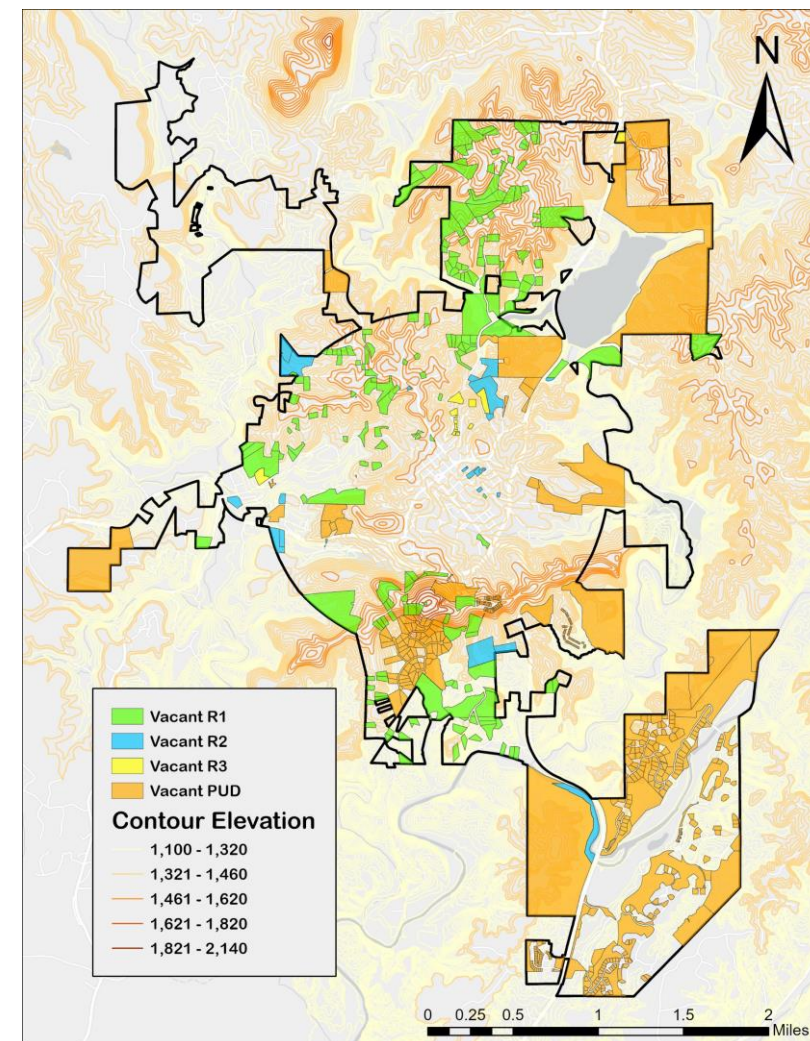 N
Vacant R1
Vacant R2
Vacant R3
Vacant PUD
Contour Elevation
1,100 - 1,320
1,321 - 1,460
1,461 - 1,620
1,621 - 1,820
1,821 - 2,140
0 0.25 0.5 1 1.5 2
Miles